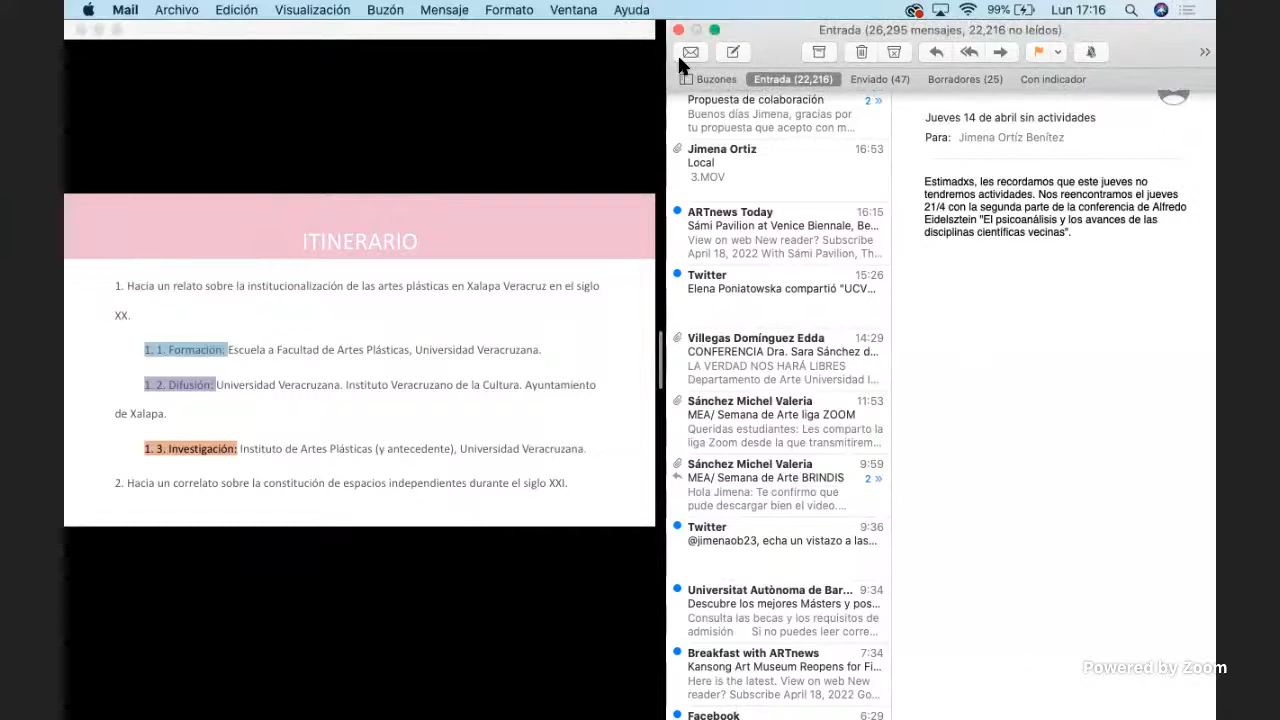 Mail Archivo Edición Visualización Buzón Mensaje Formato Ventana Ayuda 99% Lun 17:16
ITINERARIO
1. Hacia un relato sobre la institucionalización de las artes plásticas en Xalapa Veracruz en el siglo
XX.
1. 1. Formación: Escuela a Facultad de Artes Plásticas, Universidad Veracruzana.
1 2. Difusión: Universidad Veracruzana. Instituto Veracruzano de la Cultura. Ayuntamiento
de Xalapa.
1. 3. Investigación: Instituto de Artes Plásticas (y antecedente), Universidad Veracruzana.
2. Hacia un correlato sobre la constitución de espacios independientes durante el siglo XXI.
Entrada (26,295 mensajes, 22,216 no leídos)
Buzones Entrada (22,216) Enviado (47) Borradores (25) Con indicador
Propuesta de colaboración 2 »
Buenos días Jimena, gracias por
tu propuesta que acepto con m...
Jimena Ortiz 16:53
Local
3.MOV
ARTnews Today 16:15
Sámi Pavilion at Venice Biennale, Be...
View on web New reader? Subscribe
April 18, 2022 With Sámi Pavilion, Th...
Twitter 15:26
Elena Poniatowska compartió "UCV...
Villegas Domínguez Edda 14:29
CONFERENCIA Dra. Sara Sánchez d...
LA VERDAD NOS HARÁ LIBRES
Departamento de Arte Universidad I...
Sánchez Michel Valeria 11:53
MEA/ Semana de Arte liga ZOOM
Queridas estudiantes: Les comparto la
liga Zoom desde la que transmitirem...
Sánchez Michel Valeria 9:59
MEA/ Semana de Arte BRINDIS 2 »
Hola Jimena: Te confirmo que
pude descargar bien el video....
Twitter 9:36
@jimenaob23, echa un vistazo a las...
Universitat Autònoma de Bar... 9:34
Descubre los mejores Másters y pos...
Consulta las becas y los requisitos de
admisión Si no puedes leer corre...
Breakfast with ARTnews 7:34
Kansong Art Museum Reopens for Fi...
Here is the latest. View on web New
reader? Subscribe April 18, 2022 Go...
Facebook 6:29
Jueves 14 de abril sin actividades
Para: Jimena Ortíz Benítez
Estimadxs, les recordamos que este jueves no
tendremos actividades. Nos reencontramos el jueves
21/4 con la segunda parte de la conferencia de Alfredo
Eidelsztein "El psicoanálisis y los avances de las
disciplinas científicas vecinas".
Powered by Zoom